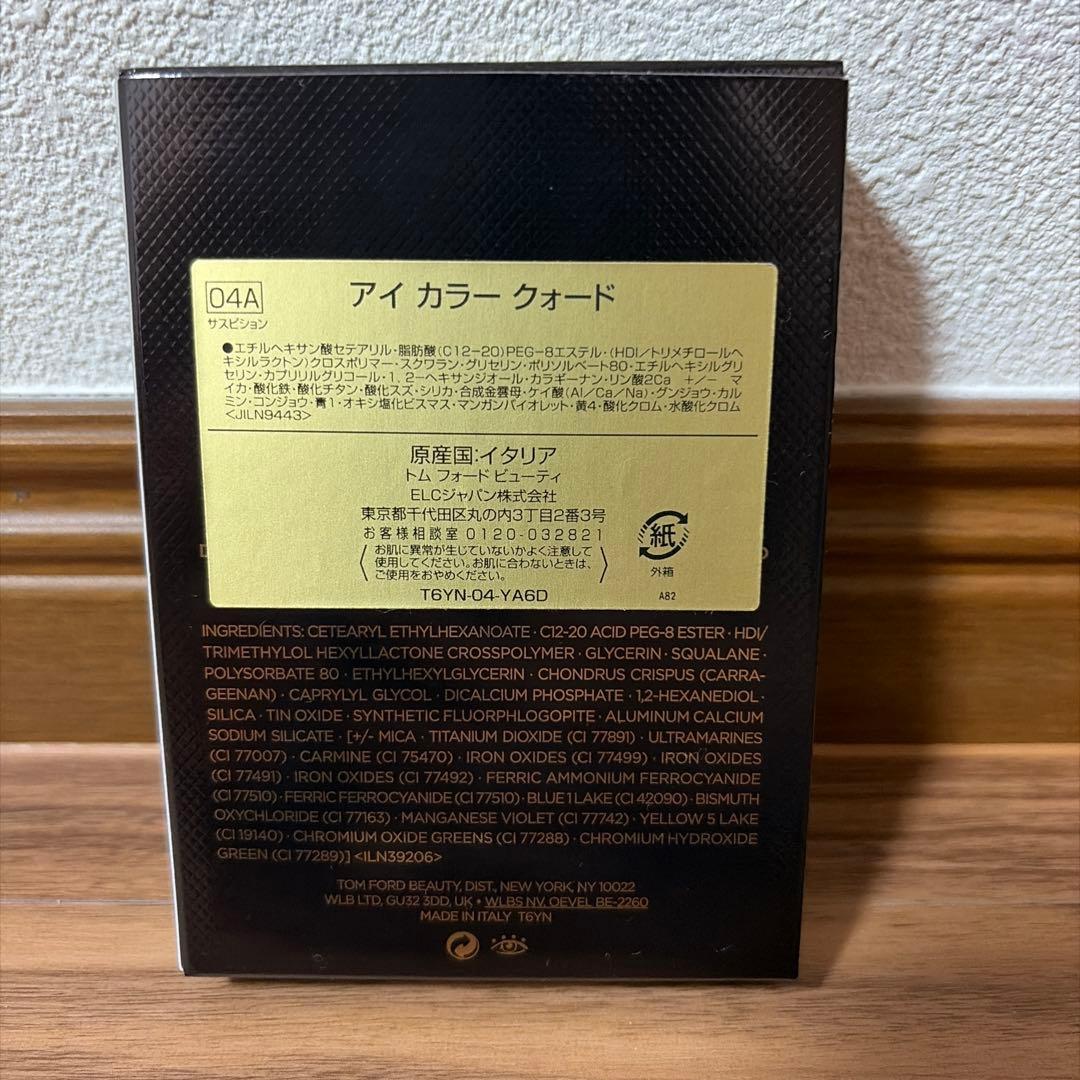 04A
アイ カラー クォード
サスピション
●エチルヘキサン酸セテアリル・脂肪酸(C12-20)PEG-8エステル・(HDI/トリメチロールヘ
キシルラクトン)クロスポリマー・スクワラン・グリセリン・ポリソルベート80・エチルヘキシルグリ
セリン・カプリリルグリコール・1,2-ヘキサンジオール・カラギーナン・リン酸2Ca +/- マ
イカ・酸化鉄・酸化チタン・酸化スズ・シリカ・合成金雲母・ケイ酸(Al/Ca/Na)・グンジョウ・カル
ミン・コンジョウ・青1・オキシ塩化ビスマス・マンガンバイオレット・黄4・酸化クロム・水酸化クロム
<JILN9443>
原産国:イタリア
トム フォード ビューティ
ELCジャパン株式会社
東京都千代田区丸の内3丁目2番3号
お客様相談室 0120-032821
お肌に異常が生じていないかよく注意して
使用してください。お肌に合わないときは、
ご使用をおやめください。
紙
外箱
T6YN-04-YA6D
A82
INGREDIENTS: CETEARYL ETHYLHEXANOATE · C12-20 ACID PEG-8 ESTER · HDI/
TRIMETHYLOL HEXYLLACTONE CROSSPOLYMER · GLYCERIN · SQUALANE ·
POLYSORBATE 80 · ETHYLHEXYLGLYCERIN · CHONDRUS CRISPUS (CARRA-
GEENAN) · CAPRYLYL GLYCOL · DICALCIUM PHOSPHATE · 1,2-HEXANEDIOL ·
SILICA · TIN OXIDE · SYNTHETIC FLUORPHLOGOPITE · ALUMINUM CALCIUM
SODIUM SILICATE · [+/- MICA · TITANIUM DIOXIDE (CI 77891) · ULTRAMARINES
(CI 77007) · CARMINE (CI 75470) · IRON OXIDES (CI 77499) · IRON OXIDES
(CI 77491) · IRON OXIDES (CI 77492) · FERRIC AMMONIUM FERROCYANIDE
(CI 77510) · FERRIC FERROCYANIDE (CI 77510) · BLUE 1 LAKE (CI 42090) · BISMUTH
OXYCHLORIDE (CI 77163) · MANGANESE VIOLET (CI 77742) · YELLOW 5 LAKE
(CI 19140) · CHROMIUM OXIDE GREENS (CI 77288) · CHROMIUM HYDROXIDE
GREEN (CI 77289)] <ILN39206>
TOM FORD BEAUTY, DIST., NEW YORK, NY 10022
WLB LTD, GU32 3DD, UK • WLBS NV. OEVEL BE-2260
MADE IN ITALY T6YN